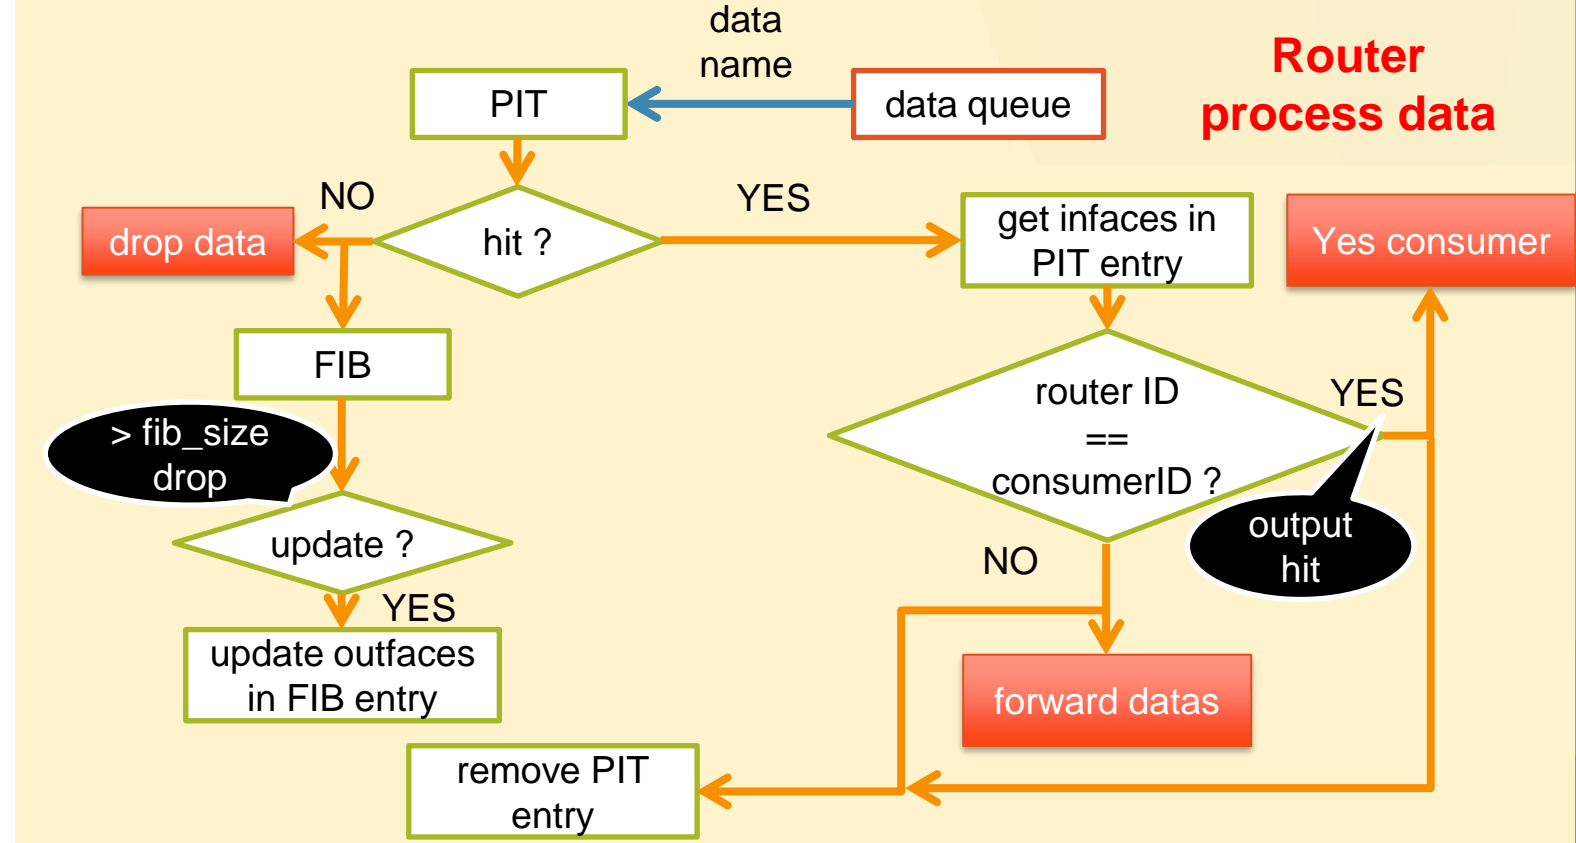 data
name
Router
process data
PIT
data queue
NO
YES
drop data
hit ?
get infaces in
PIT entry
Yes consumer
FIB
router ID
==
consumerID ?
YES
> fib_size
drop
update ?
output
hit
NO
YES
update outfaces
in FIB entry
forward datas
remove PIT
entry